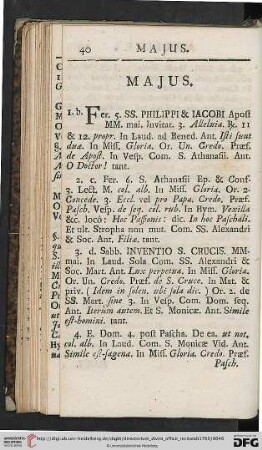 40 MAJUS.
MAJUS.
1. b. Fer. 5. SS. PHILIPPI & IACOBI Apost
MM. mai. Invitat. 3. Alleluia. R. 11
& 12. propr. In Laud. ad Bened. Ant. Isti sunt
duæ. In Miss. Gloria. Or. Un. Credo. Præf.
de Apost. In Vesp. Com. S. Athanasii. Ant.
O Doctor! tant.
2. c. Fer. 6. S. Athanasii Ep. & Conf-
3. Lect. M. col. alb. In Miss. Gloria. Or. 2-
Concede. 3. Eccl. vel pro Papa. Credo. Præf.
Pasch. Vesp. de seq. col. rub. In Hym. Vexilla
&c. loco: Hoc Passionis: dic. In hoc Paschali.
Et ult. Stropha non mut. Com. SS. Alexandri
& Soc. Ant. Filiæ. tant.
3. d. Sabb. INVENTIO S. CRUCIS. MM-
mai. In Laud. Sola Com. SS. Alexandri &
Soc. Mart. Ant. Lux perpetua. In Miss. Gloria.
Or. Un. Credo. Præf. de S. Cruce. In Mat. &
priv. ( Idem in solen. ubi sola dic. ) Or. 2. de
SS. Mart. sine 3. In Vesp. Com. Dom. seq.
Ant. Iterum autem. Et S. Monicæ. Ant. Simile
est-homini. tant.
4. E. Dom. 4. post Pascha. De ea. ut not.
col. alb. In Laud. Com. S. Monicæ Vid. Ant.
Simile est-sagenæ. In Miss. Gloria. Credo. Præf.
Pasch.